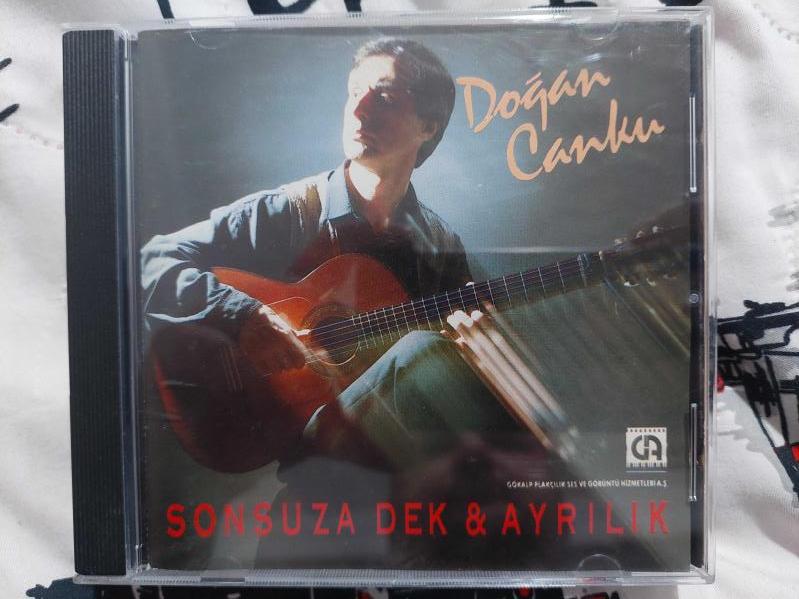 Doğan
Canku
GA
GÖKALP PLAKÇILIK SES VE GÖRÜNTÜ HİZMETLERİ A.Ş.
SONSUZA DEK & AYRILIK